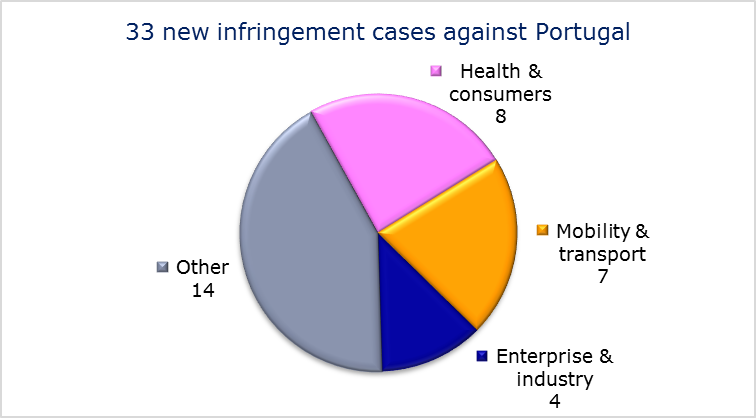 33 new infringement cases against Portugal
Health &
consumers
8
Mobility &
transport
7
Other
14
Enterprise &
industry
4